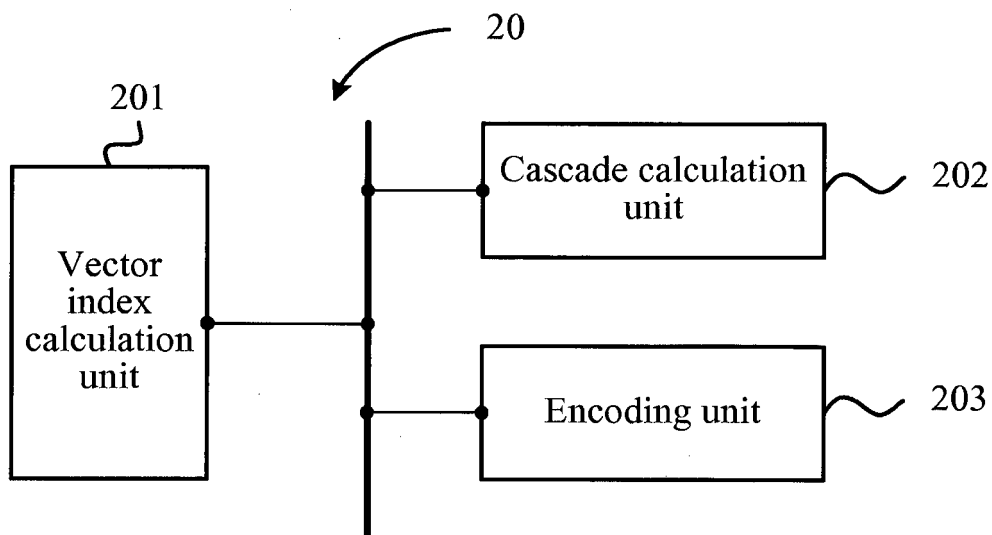 20
201
Vector
index
calculation
unit
Cascade calculation
unit
202
Encoding unit
203